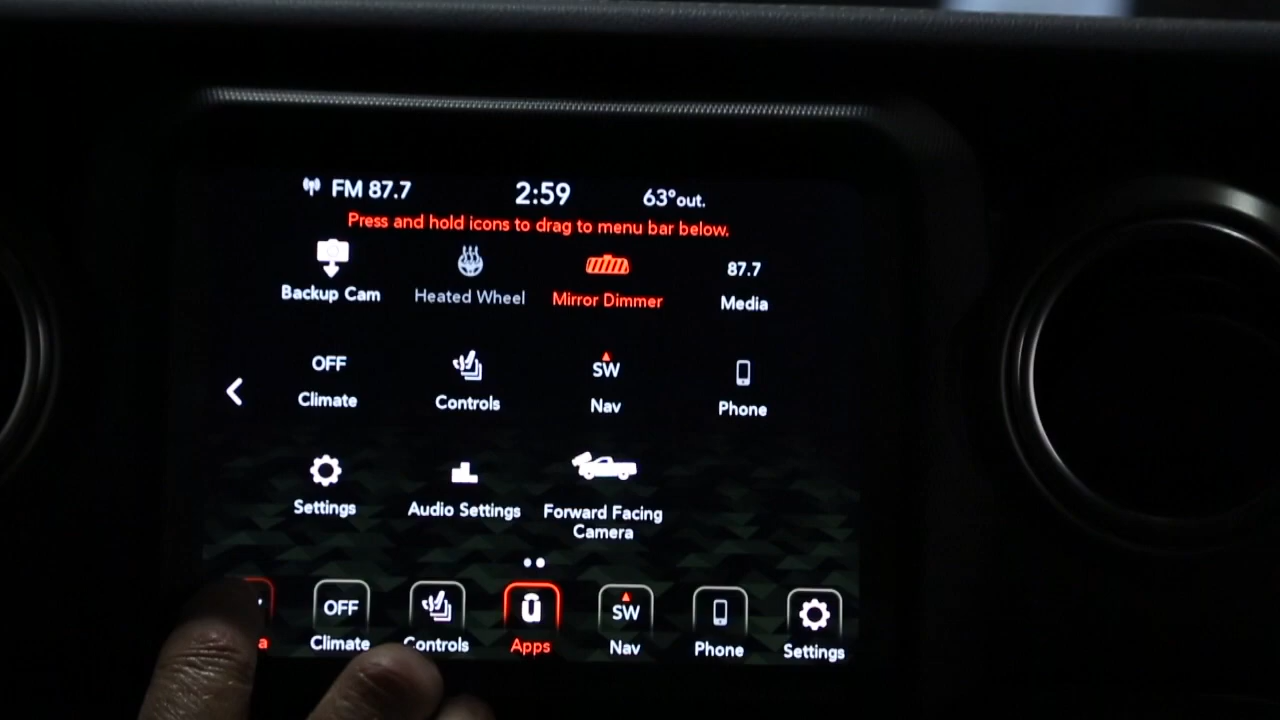 FM 87.7 2:59 63°out.
Press and hold icons to drag to menu bar below.
87.7
Backup Cam Heated Wheel Mirror Dimmer Media
OFF SW
Climate Controls Nav Phone
Settings Audio Settings Forward Facing
Camera
OFF SW
a Climate Controls Apps Nav Phone Settings